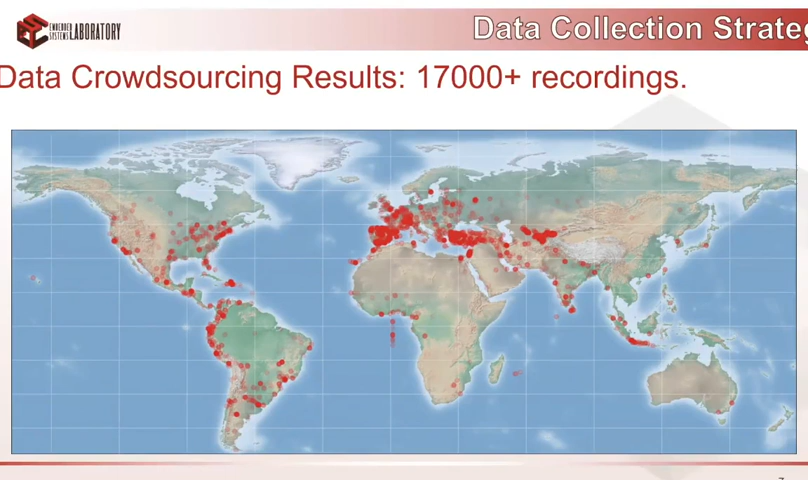 EMBEDDED
SYSTEMS LABORATORY
Data Collection Strateg
Data Crowdsourcing Results: 17000+ recordings.